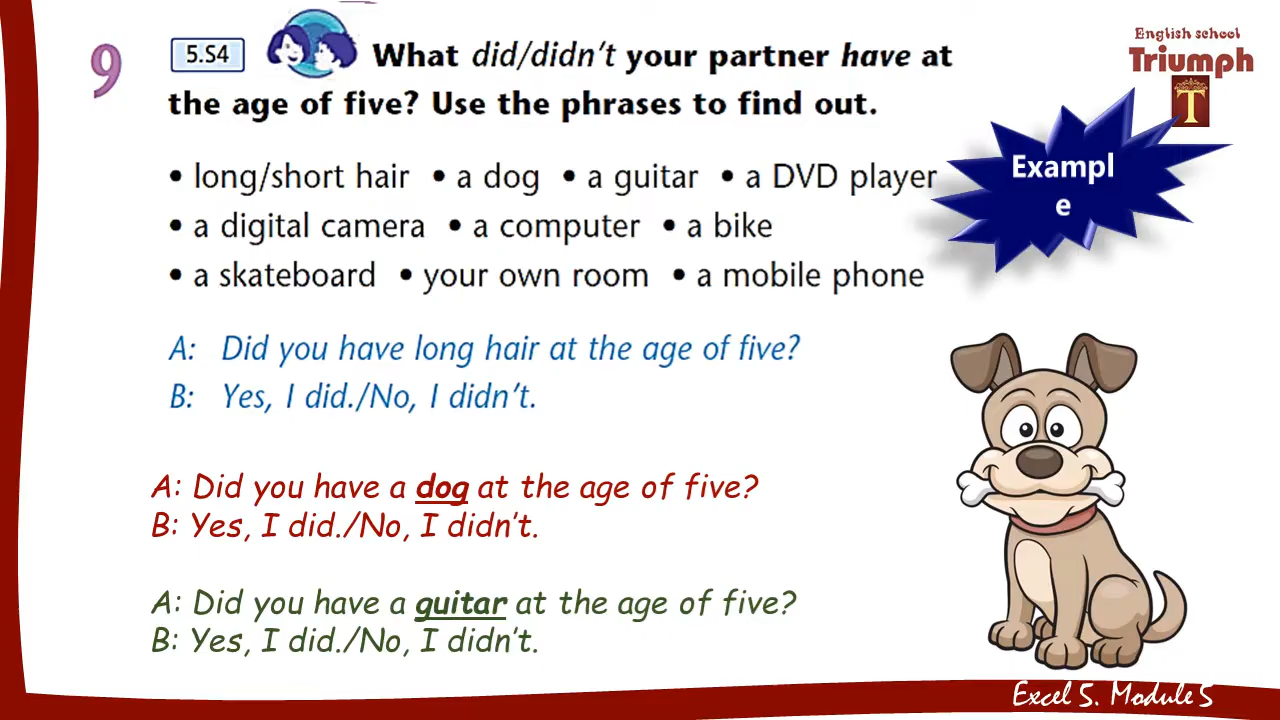 9 5.S4 What did/didn't your partner have at
the age of five? Use the phrases to find out.
English school
Triumph
T
Exampl
e
• long/short hair • a dog • a guitar • a DVD player
• a digital camera • a computer • a bike
• a skateboard • your own room • a mobile phone
A: Did you have long hair at the age of five?
B: Yes, I did./No, I didn't.
A: Did you have a dog at the age of five?
B: Yes, I did./No, I didn't.
A: Did you have a guitar at the age of five?
B: Yes, I did./No, I didn't.
Excel 5. Module 5